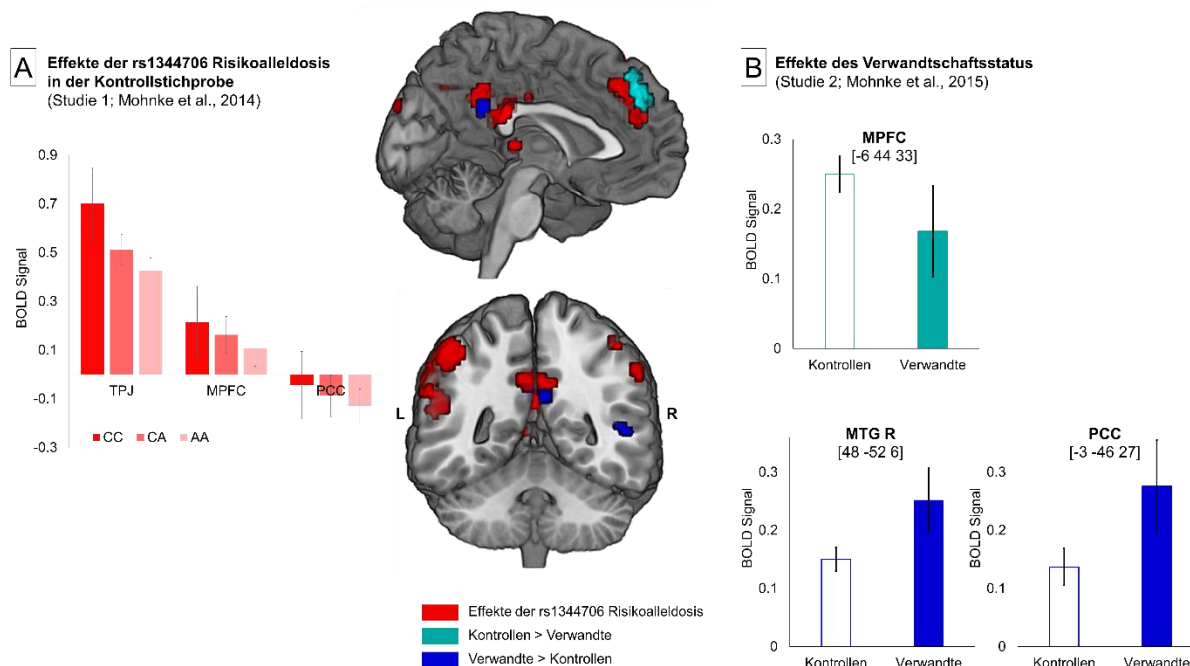 A
Effekte der rs1344706 Risikoalleldosis
in der Kontrollstichprobe
(Studie 1; Mohnke et al., 2014)
0.9
0.7
0.5
0.3
0.1
-0.1
-0.3
BOLD Signal
TPJ MPFC PCC
CC CA AA
L
R
Effekte der rs1344706 Risikoalleldosis
Kontrollen > Verwandte
Verwandte > Kontrollen
B
Effekte des Verwandtschaftsstatus
(Studie 2; Mohnke et al., 2015)
MPFC
[-6 44 33]
0.3
0.2
0.1
0
BOLD Signal
Kontrollen Verwandte
MTG R
[48 -52 6]
0.3
0.2
0.1
0
BOLD Signal
Kontrollen Verwandte
PCC
[-3 -46 27]
0.3
0.2
0.1
0
BOLD Signal
Kontrollen Verwandte